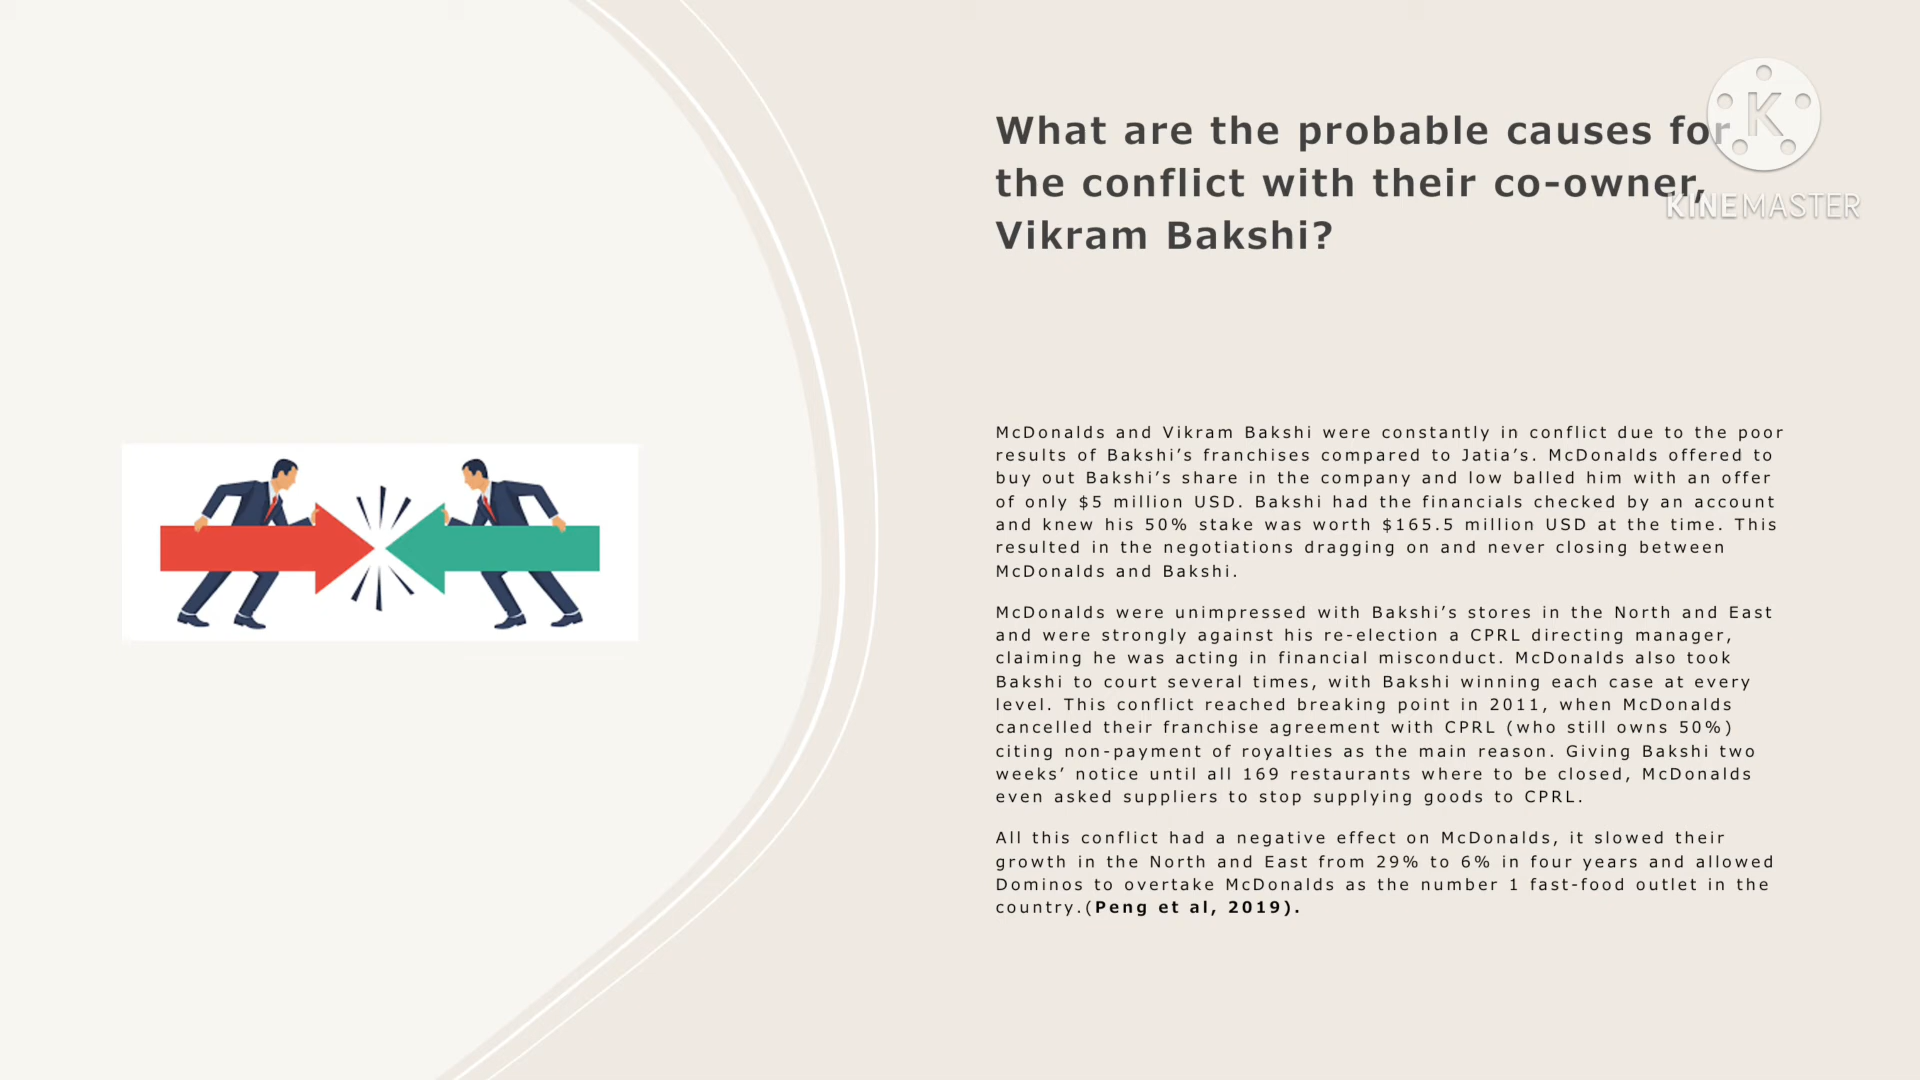 What are the probable causes for
the conflict with their co-owner,
Vikram Bakshi?
K
KINEMASTER
McDonalds and Vikram Bakshi were constantly in conflict due to the poor
results of Bakshi’s franchises compared to Jatia’s. McDonalds offered to
buy out Bakshi’s share in the company and low balled him with an offer
of only $5 million USD. Bakshi had the financials checked by an account
and knew his 50% stake was worth $165.5 million USD at the time. This
resulted in the negotiations dragging on and never closing between
McDonalds and Bakshi.
McDonalds were unimpressed with Bakshi’s stores in the North and East
and were strongly against his re-election a CPRL directing manager,
claiming he was acting in financial misconduct. McDonalds also took
Bakshi to court several times, with Bakshi winning each case at every
level. This conflict reached breaking point in 2011, when McDonalds
cancelled their franchise agreement with CPRL (who still owns 50%)
citing non-payment of royalties as the main reason. Giving Bakshi two
weeks’ notice until all 169 restaurants where to be closed, McDonalds
even asked suppliers to stop supplying goods to CPRL.
All this conflict had a negative effect on McDonalds, it slowed their
growth in the North and East from 29% to 6% in four years and allowed
Dominos to overtake McDonalds as the number 1 fast-food outlet in the
country.(Peng et al, 2019).